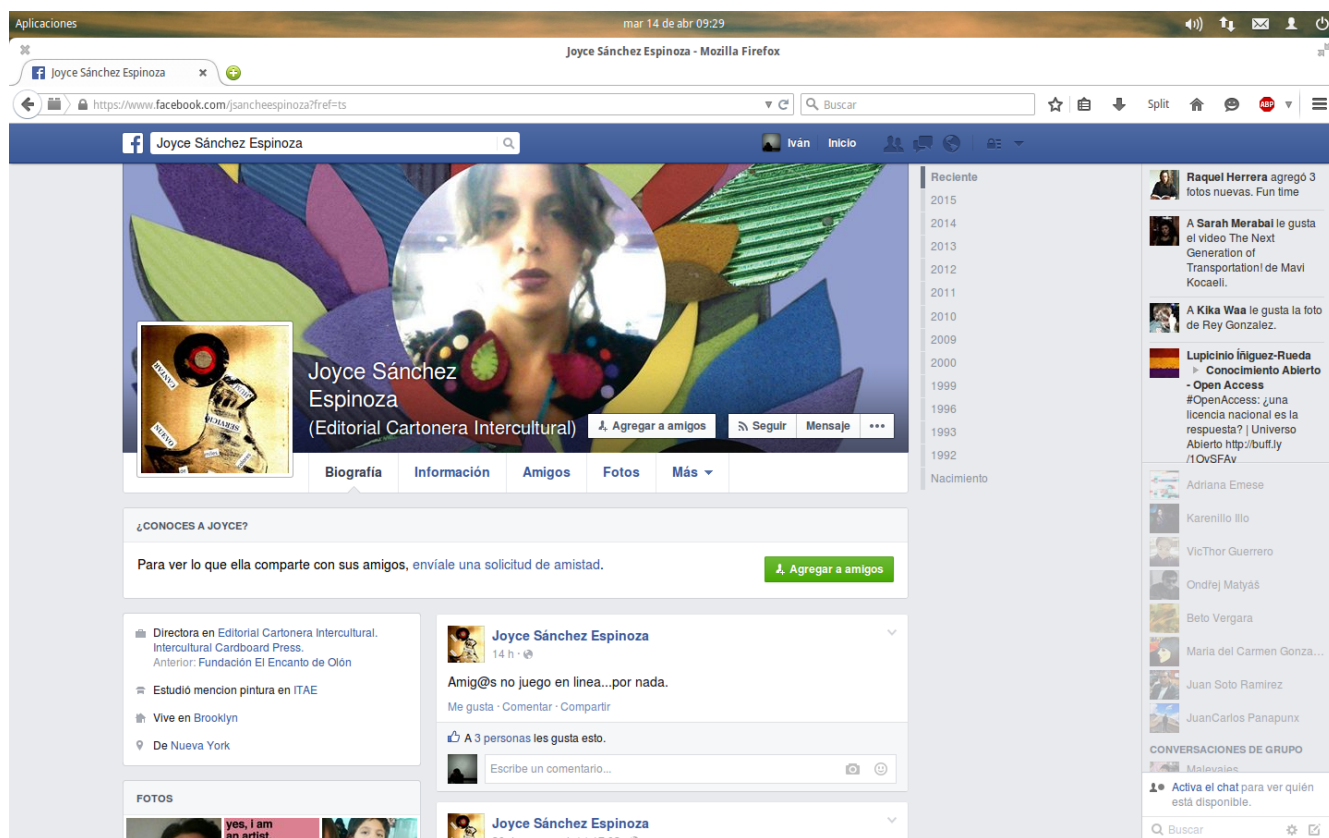 Aplicaciones
mar 14 de abr 09:29
Joyce Sánchez Espinoza - Mozilla Firefox
Joyce Sánchez Espinoza
https://www.facebook.com/jsancheespinoza?fref=ts
Buscar
Split
ABP
Joyce Sánchez Espinoza
Iván
Inicio
CANTAR
SERVICIO
NUEVO
Joyce Sánchez
Espinoza
(Editorial Cartonera Intercultural)
Agregar a amigos
Seguir
Mensaje
Biografía
Información
Amigos
Fotos
Más
Reciente
2015
2014
2013
2012
2011
2010
2009
2000
1999
1996
1993
1992
Nacimiento
¿CONOCES A JOYCE?
Para ver lo que ella comparte con sus amigos, envíale una solicitud de amistad.
Agregar a amigos
Directora en Editorial Cartonera Intercultural.
Intercultural Cardboard Press.
Anterior: Fundación El Encanto de Olón
Estudió mencion pintura en ITAE
Vive en Brooklyn
De Nueva York
FOTOS
yes, i am
an artist
Joyce Sánchez Espinoza
14 h ·
Amig@s no juego en linea...por nada.
Me gusta · Comentar · Compartir
A 3 personas les gusta esto.
Escribe un comentario...
Joyce Sánchez Espinoza
Raquel Herrera agregó 3
fotos nuevas. Fun time
A Sarah Merabai le gusta
el video The Next
Generation of
Transportation! de Mavi
Kocaeli.
A Kika Waa le gusta la foto
de Rey Gonzalez.
Lupicinio Íñiguez-Rueda
Conocimiento Abierto
- Open Access
#OpenAccess: ¿una
licencia nacional es la
respuesta? | Universo
Abierto http://buff.ly
/1OvSFAv
Adriana Emese
Karenillo Illo
VicThor Guerrero
Ondřej Matyáš
Beto Vergara
Maria del Carmen Gonza...
Juan Soto Ramirez
JuanCarlos Panapunx
CONVERSACIONES DE GRUPO
Malevales
Activa el chat para ver quién
está disponible.
Buscar